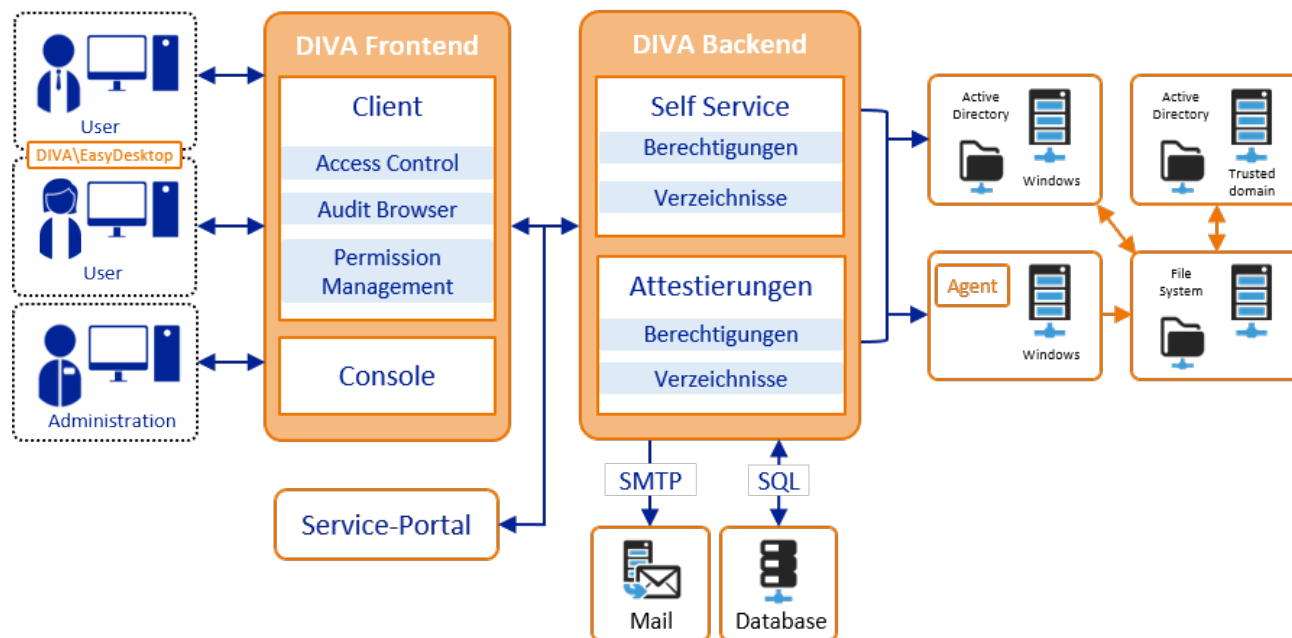 User
DIVA\EasyDesktop
User
Administration
DIVA Frontend
Client
Access Control
Audit Browser
Permission
Management
Console
Service-Portal
DIVA Backend
Self Service
Berechtigungen
Verzeichnisse
Attestierungen
Berechtigungen
Verzeichnisse
SMTP
SQL
Mail
Database
Active
Directory
Windows
Active
Directory
Trusted
domain
Agent
Windows
File
System